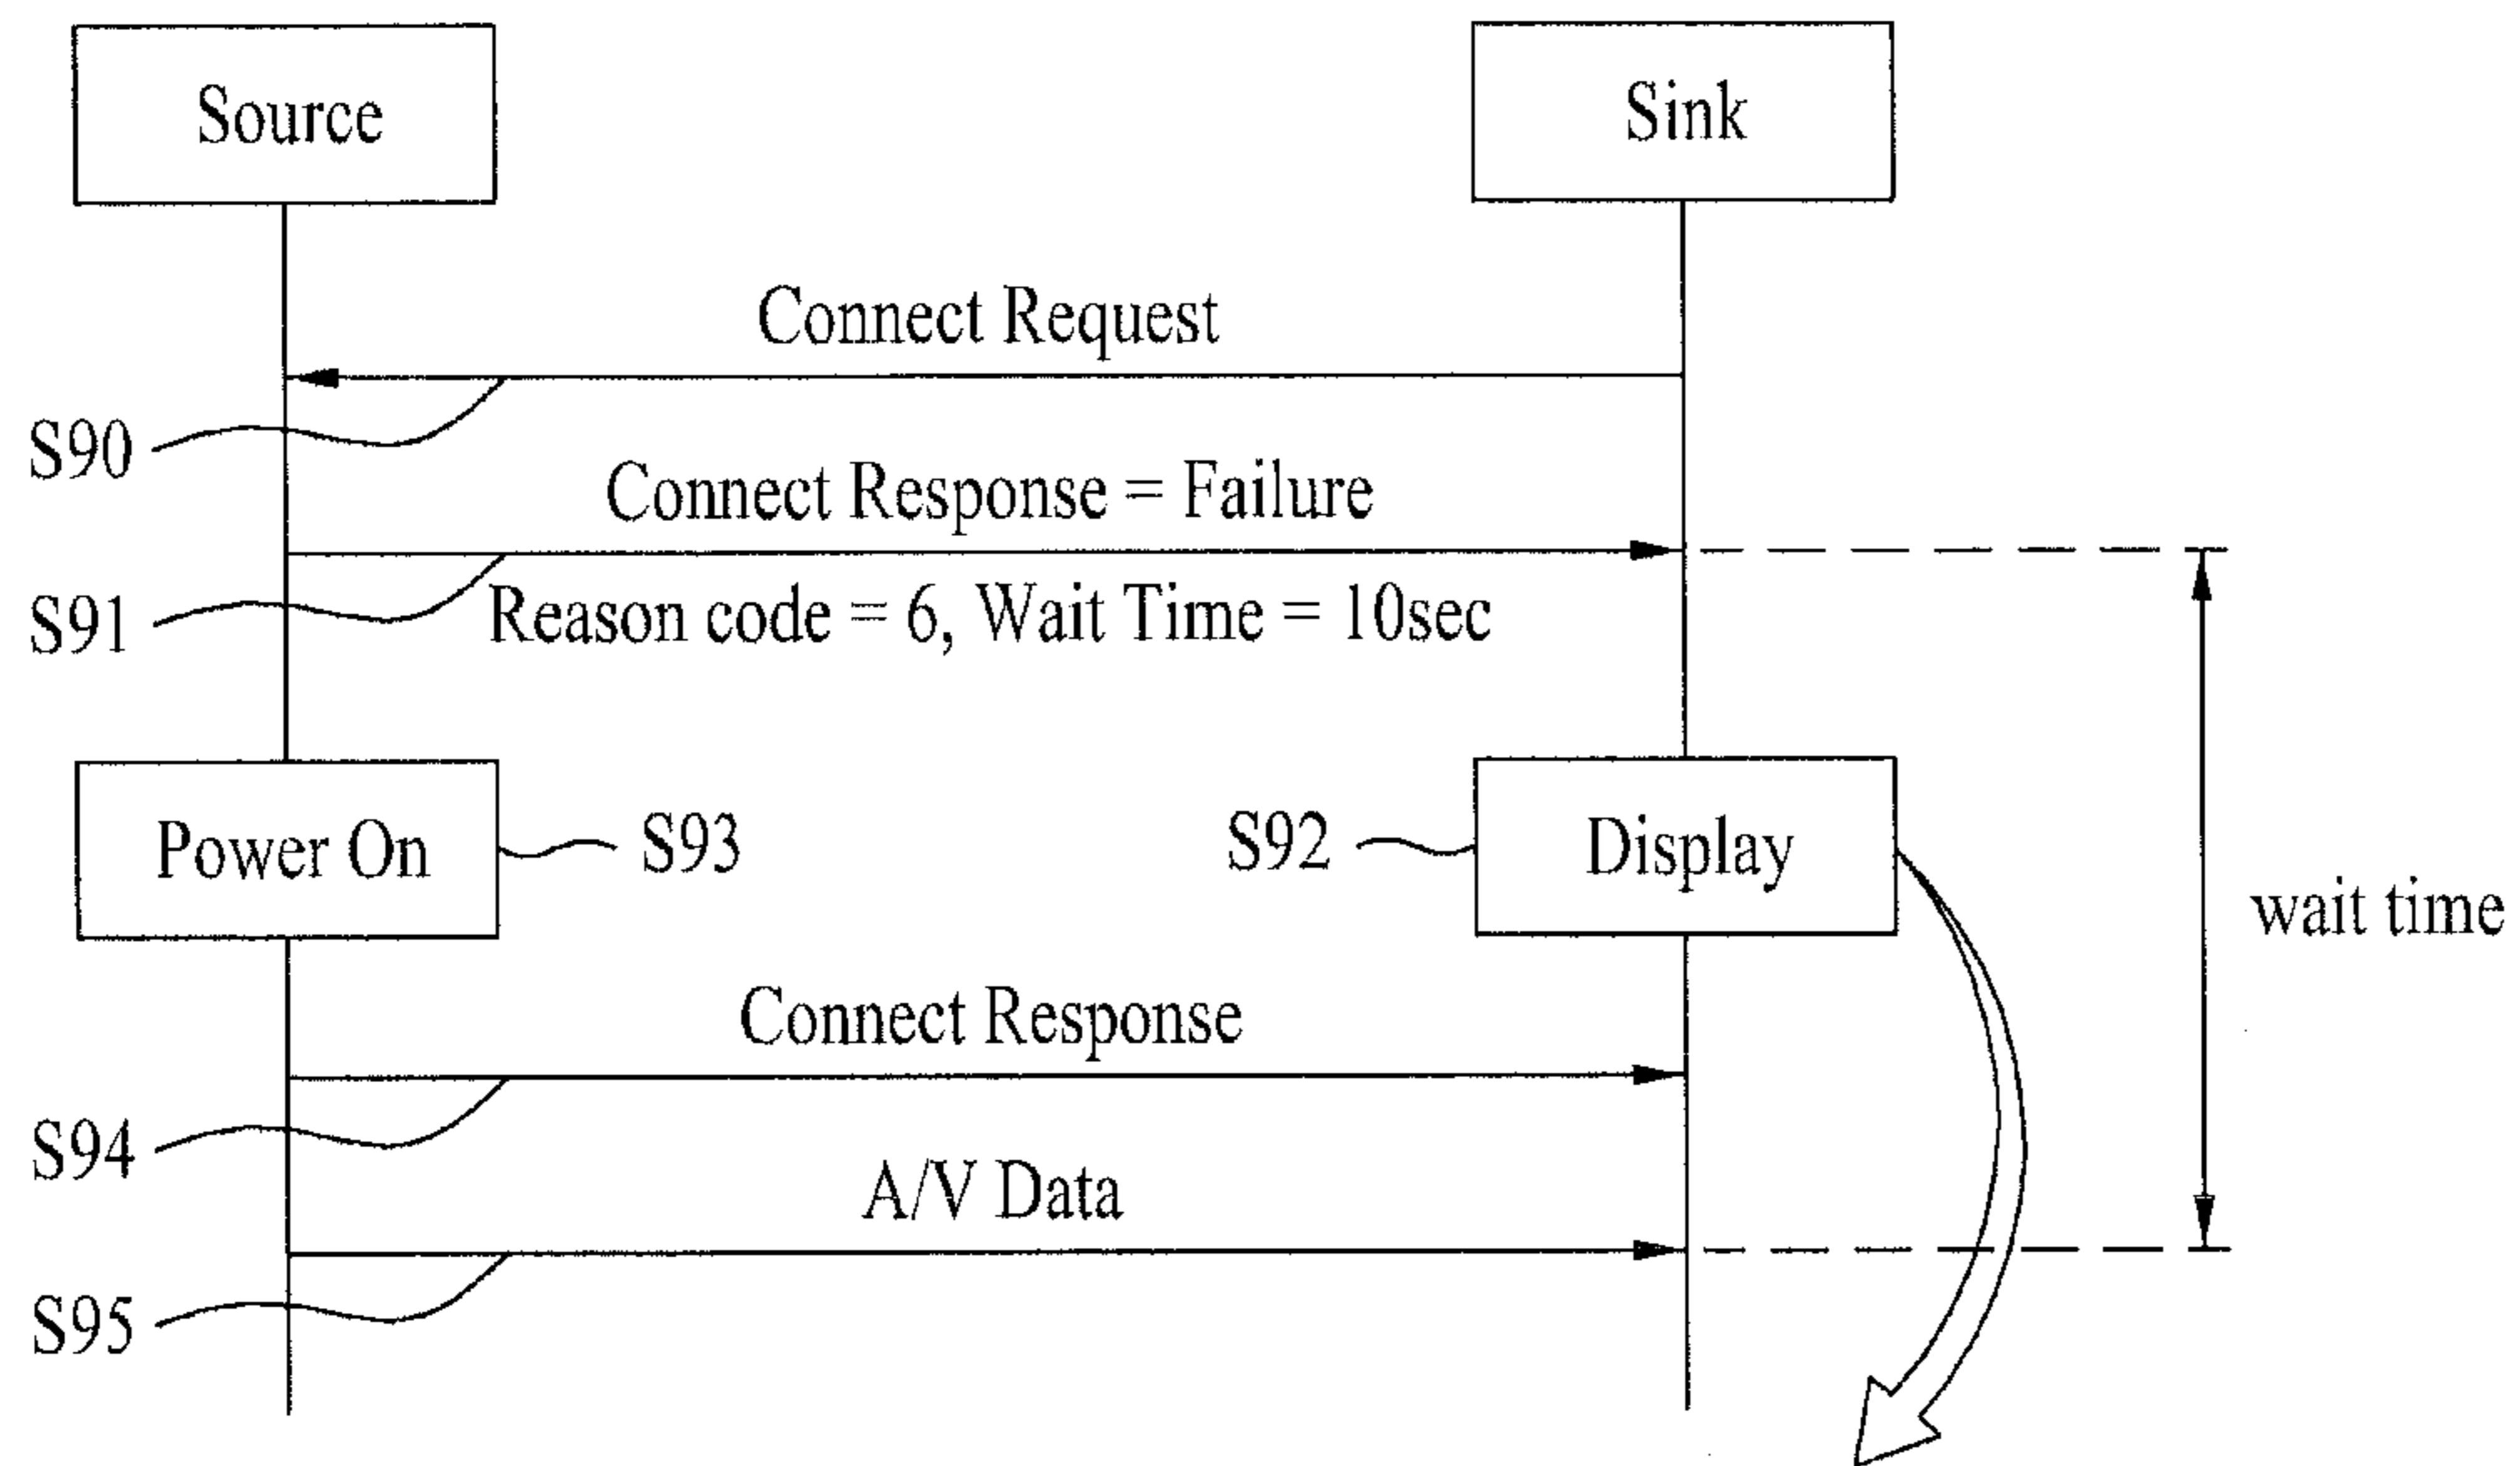 Source
Sink
Connect Request
S90
Connect Response = Failure
S91
Reason code = 6, Wait Time = 10sec
Power On
S93
S92
Display
wait time
Connect Response
S94
A/V Data
S95